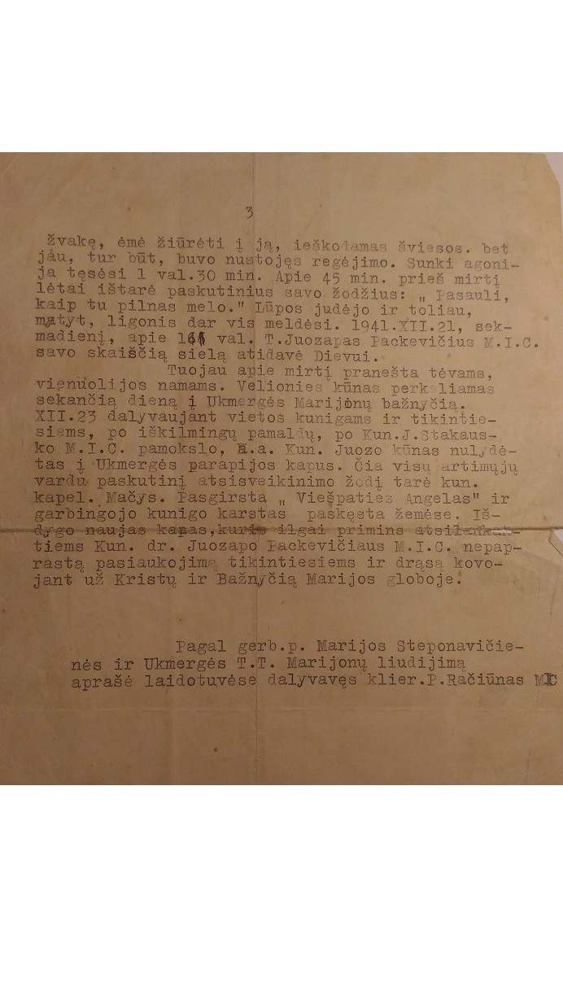 3
žvakę, ėmė žiūrėti į ją, ieškodamas šviesos. bet
jau, tur būt, buvo nustojęs regėjimo. Sunki agoni-
ja tęsėsi 1 val.30 min. Apie 45 min. prieš mirtį
lėtai ištarė paskutinius savo žodžius: „ Pasauli,
kaip tu pilnas melo." Lūpos judėjo ir toliau,
matyt, ligonis dar vis meldėsi. 1941.XII.21, sek-
madienį, apie val. T.Juozapas Packevičius M.I.C.
savo skaiščią sielą atidavė Dievui.
Tuojau apie mirtį pranešta tėvams,
vienuolijos namams. Velionies kūnas perkeliamas
sekančią dieną į Ukmergės Marijonų bažnyčią.
XII.23 dalyvaujant vietos kunigams ir tikintie-
siems, po iškilmingų pamaldų, po Kun.J.Stakaus-
ko M.I.C. pamokslo, a.a. Kun. Juozo kūnas nulydė-
tas į Ukmergės parapijos kapus. Čia visų artimųjų
vardu paskutinį atsisveikinimo žodį tarė kun.
kapel. Mačys. Pasgirsta „ Viešpaties Angelas" ir
garbingojo kunigo karstas paskęsta žemėse. Iš-
dygo naujas kapas,kuris ilgai primins atsilankan-
tiems Kun. dr. Juozapo Packevičiaus M.I.C. nepap-
rastą pasiaukojimą tikintiesiems ir drąsą kovo-
jant už Kristų ir Bažnyčią Marijos globoje.
Pagal gerb.p. Marijos Steponavičie-
nės ir Ukmergės T.T. Marijonų liudijimą
aprašė laidotuvėse dalyvavęs klier.P.Račiūnas MIC